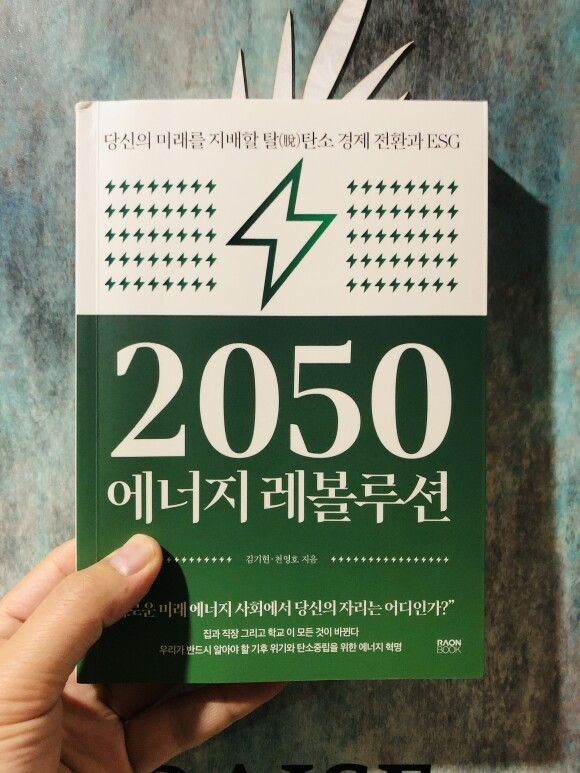 당신의 미래를 지배할 탈(脫)탄소 경제 전환과 ESG
2050
에너지 레볼루션
김기현·천영호 지음
미래 에너지 사회에서 당신의 자리는 어디인가?”
집과 직장 그리고 학교 이 모든 것이 바뀐다
우리가 반드시 알아야 할 기후 위기와 탄소중립을 위한 에너지 혁명
RAON
BOOK